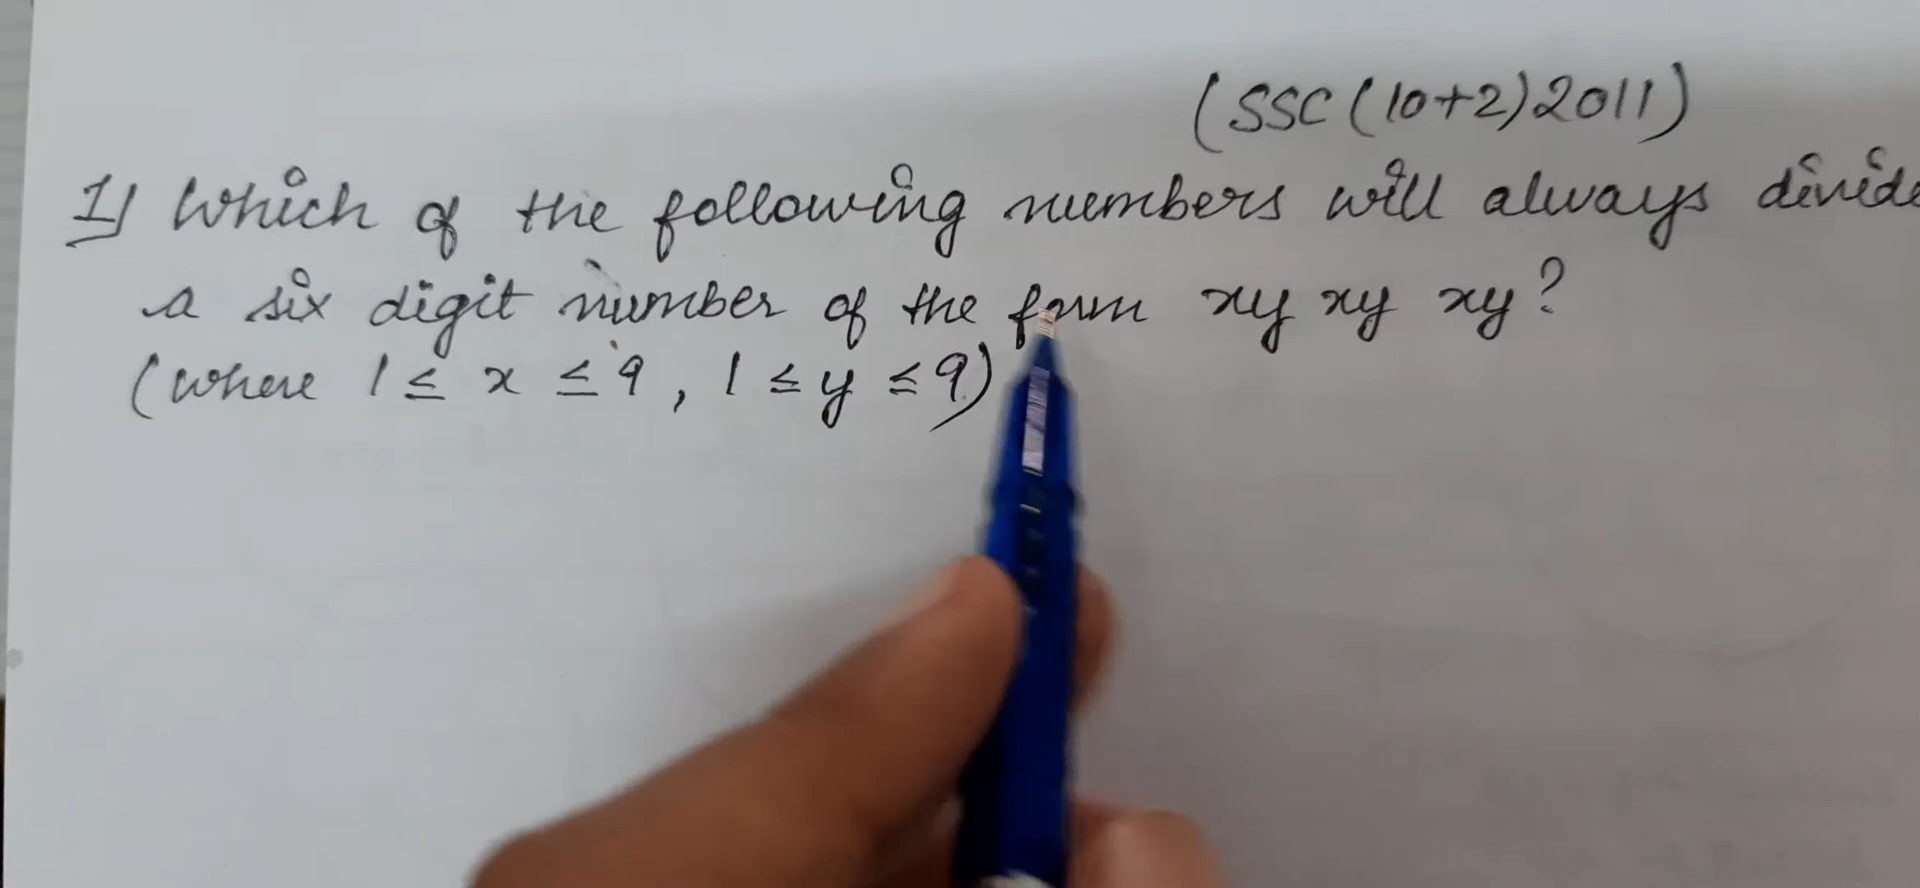 (SSC (10+2) 2011)
1) Which of the following numbers will always divide
a six digit number of the form xy xy xy?
(where 1 ≤ x ≤ 9, 1 ≤ y ≤ 9)